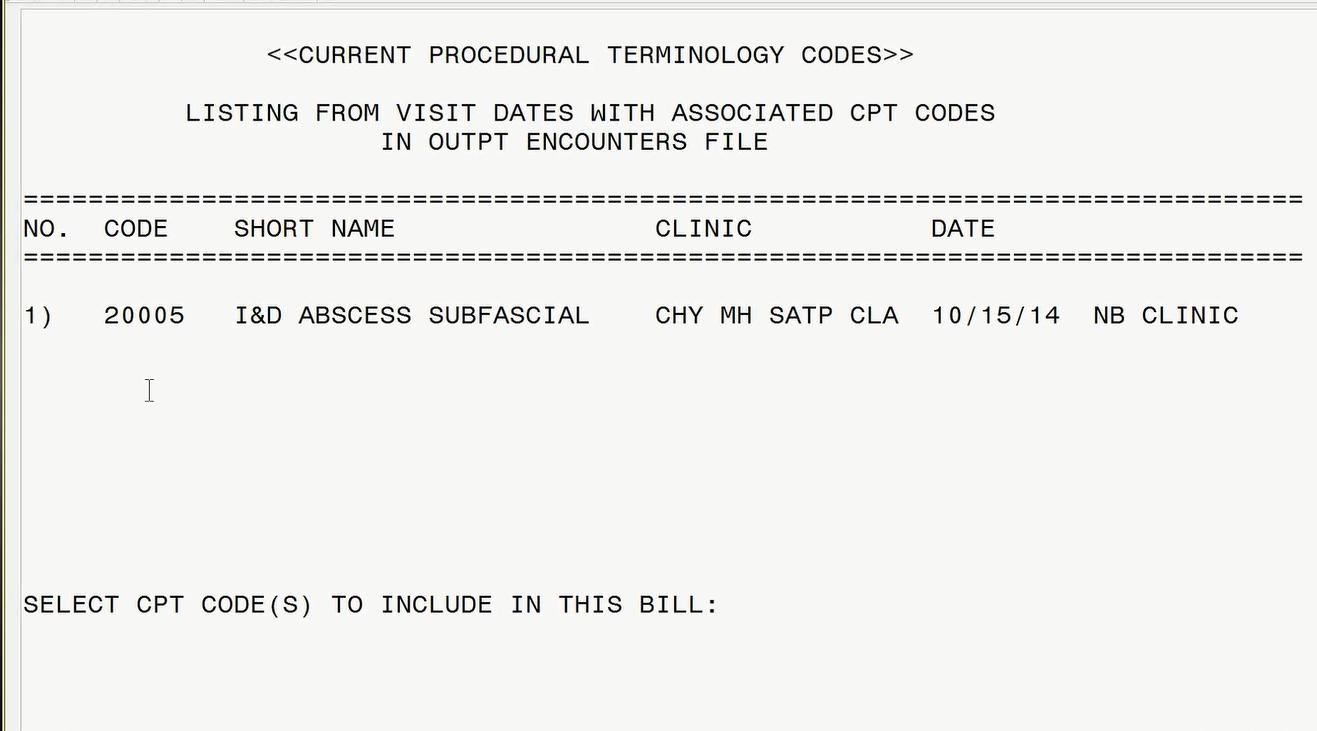 <<CURRENT PROCEDURAL TERMINOLOGY CODES>>
LISTING FROM VISIT DATES WITH ASSOCIATED CPT CODES
IN OUTPT ENCOUNTERS FILE
===============================================================================
NO. CODE SHORT NAME CLINIC DATE
===============================================================================
1) 20005 I&D ABSCESS SUBFASCIAL CHY MH SATP CLA 10/15/14 NB CLINIC
SELECT CPT CODE(S) TO INCLUDE IN THIS BILL: